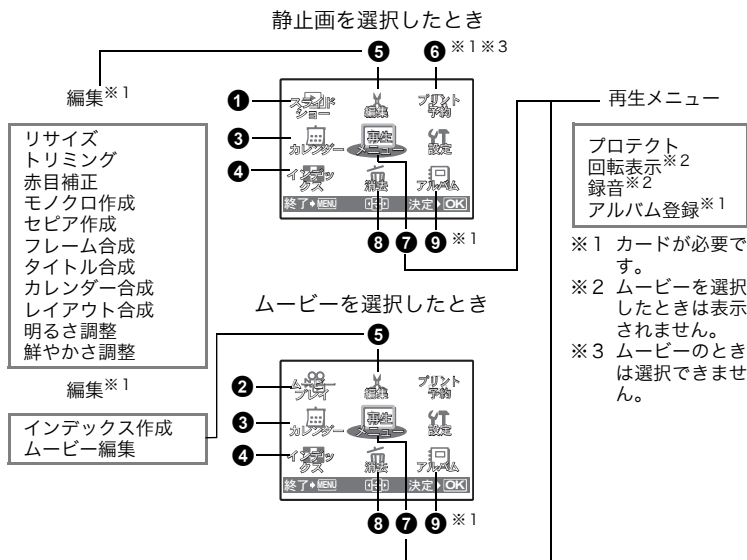 静止画を選択したとき
❺
❻ ※1※3
編集※1
❶
スライドショー
編集
プリント予約
再生メニュー
リサイズ
トリミング
赤目補正
モノクロ作成
セピア作成
フレーム合成
タイトル合成
カレンダー合成
レイアウト合成
明るさ調整
鮮やかさ調整
❸
カレンダー
再生メニュー
設定
❹
インデックス
消去
アルバム
終了 MENU
決定 OK
❽ ❼ ❾ ※1
プロテクト
回転表示※2
録音※2
アルバム登録※1
※1 カードが必要で
す。
※2 ムービーを選択
したときは表示
されません。
※3 ムービーのとき
は選択できませ
ん。
ムービーを選択したとき
❺
編集※1
インデックス作成
ムービー編集
❷
ムービープレイ
編集
プリント予約
❸
カレンダー
再生メニュー
設定
❹
インデックス
消去
アルバム
終了 MENU
決定 OK
❽ ❼ ❾ ※1